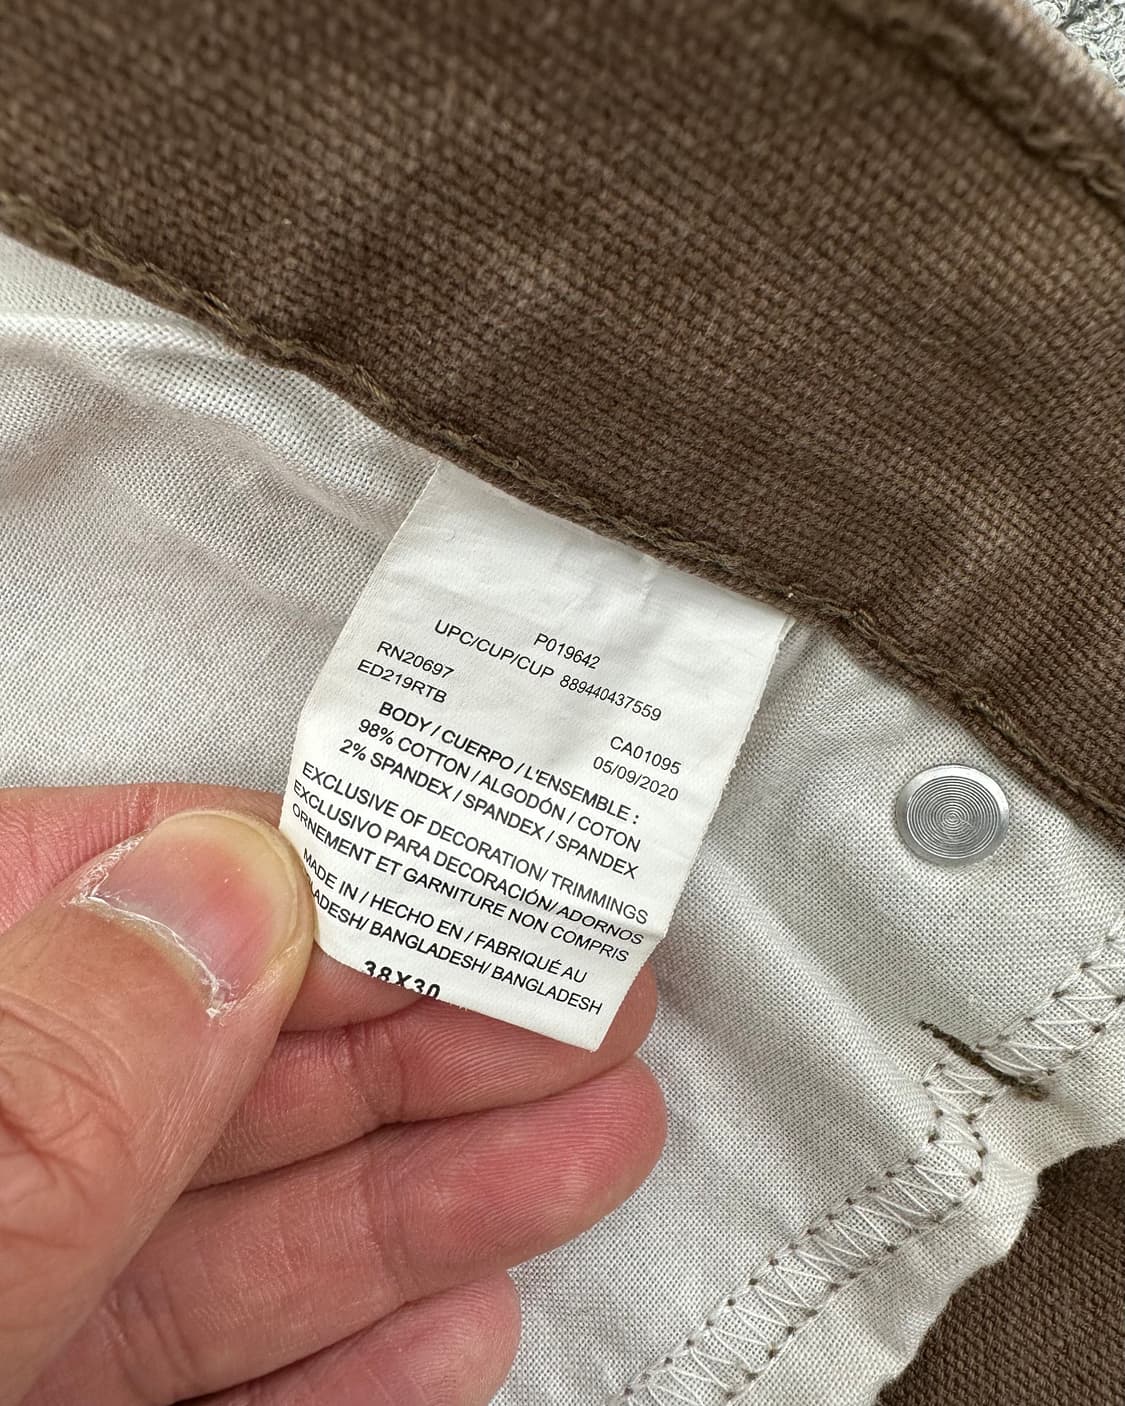 P019642
UPC/CUP/CUP 889440437559
RN20697
ED219RTB
CA01095
05/09/2020
BODY / CUERPO / L'ENSEMBLE :
98% COTTON / ALGODÓN / COTON
2% SPANDEX / SPANDEX / SPANDEX
EXCLUSIVE OF DECORATION/ TRIMMINGS
EXCLUSIVO PARA DECORACIÓN/ ADORNOS
ORNEMENT ET GARNITURE NON COMPRIS
MADE IN / HECHO EN / FABRIQUÉ AU
LADESH/ BANGLADESH/ BANGLADESH
38X30